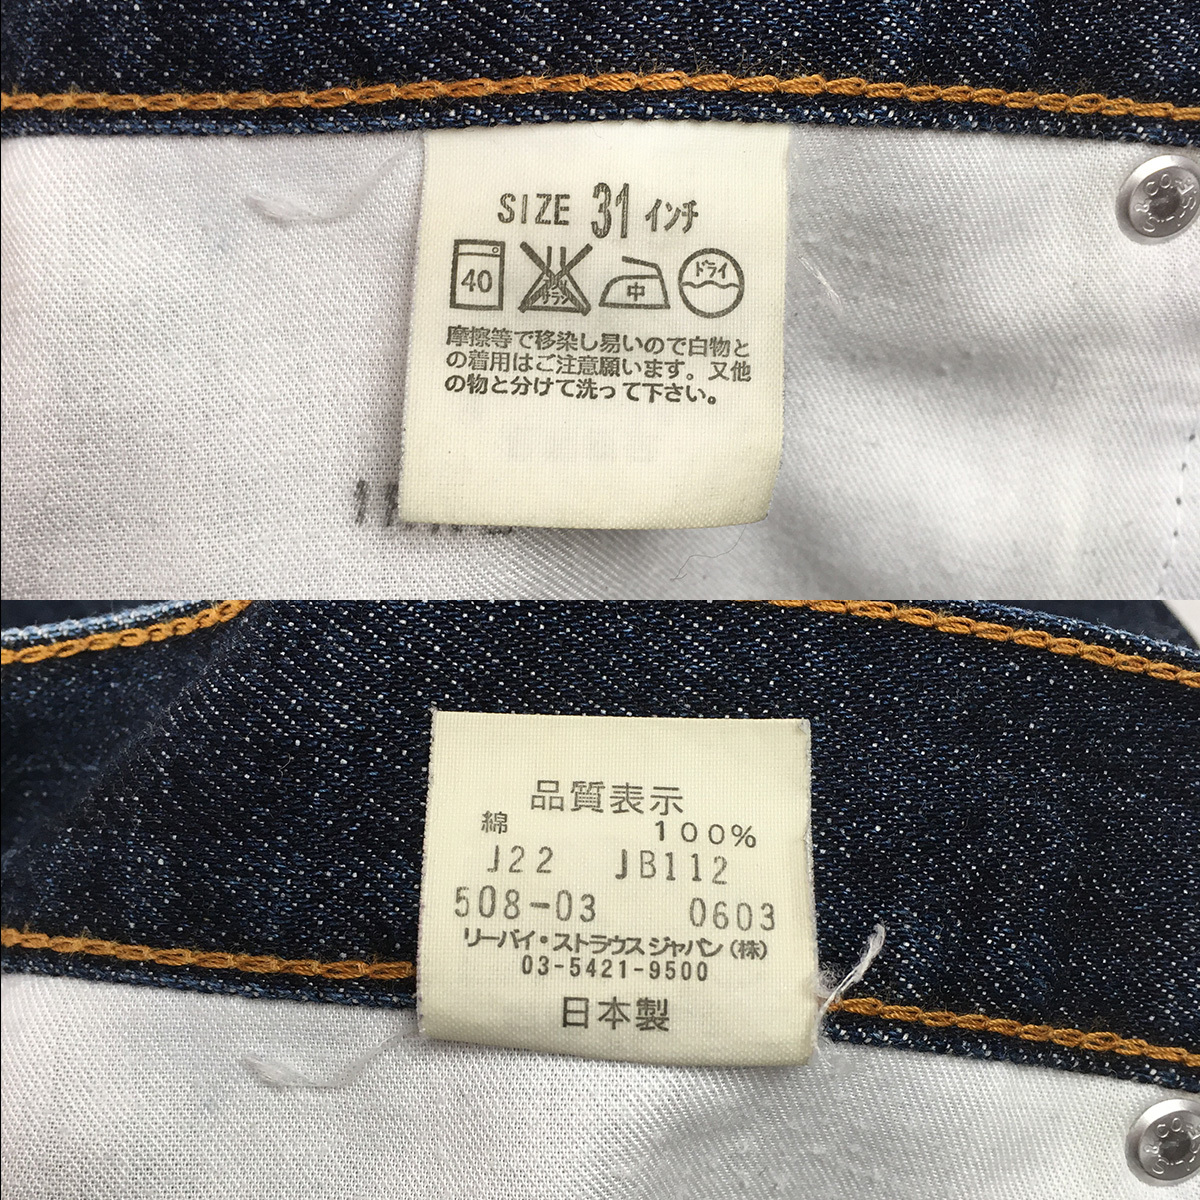 SIZE 31 インチ
40 中 ドライ
摩擦等で移染し易いので白物と
の着用はご注意願います。又他
の物と分けて洗って下さい。
品質表示
綿 100%
J22 JB112
508-03 0603
リーバイ・ストラウスジャパン(株)
03-5421-9500
日本製